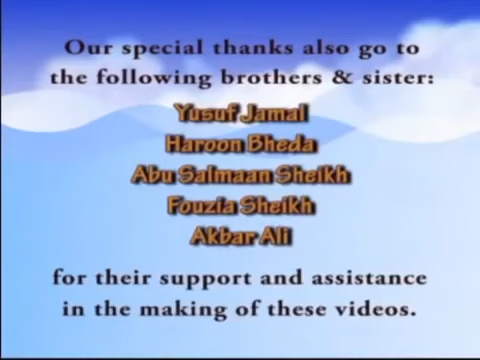 Our special thanks also go to
the following brothers & sister:
Yusuf Jamal
Haroon Bheda
Abu Salmaan Sheikh
Fouzia Sheikh
Akbar Ali
for their support and assistance
in the making of these videos.